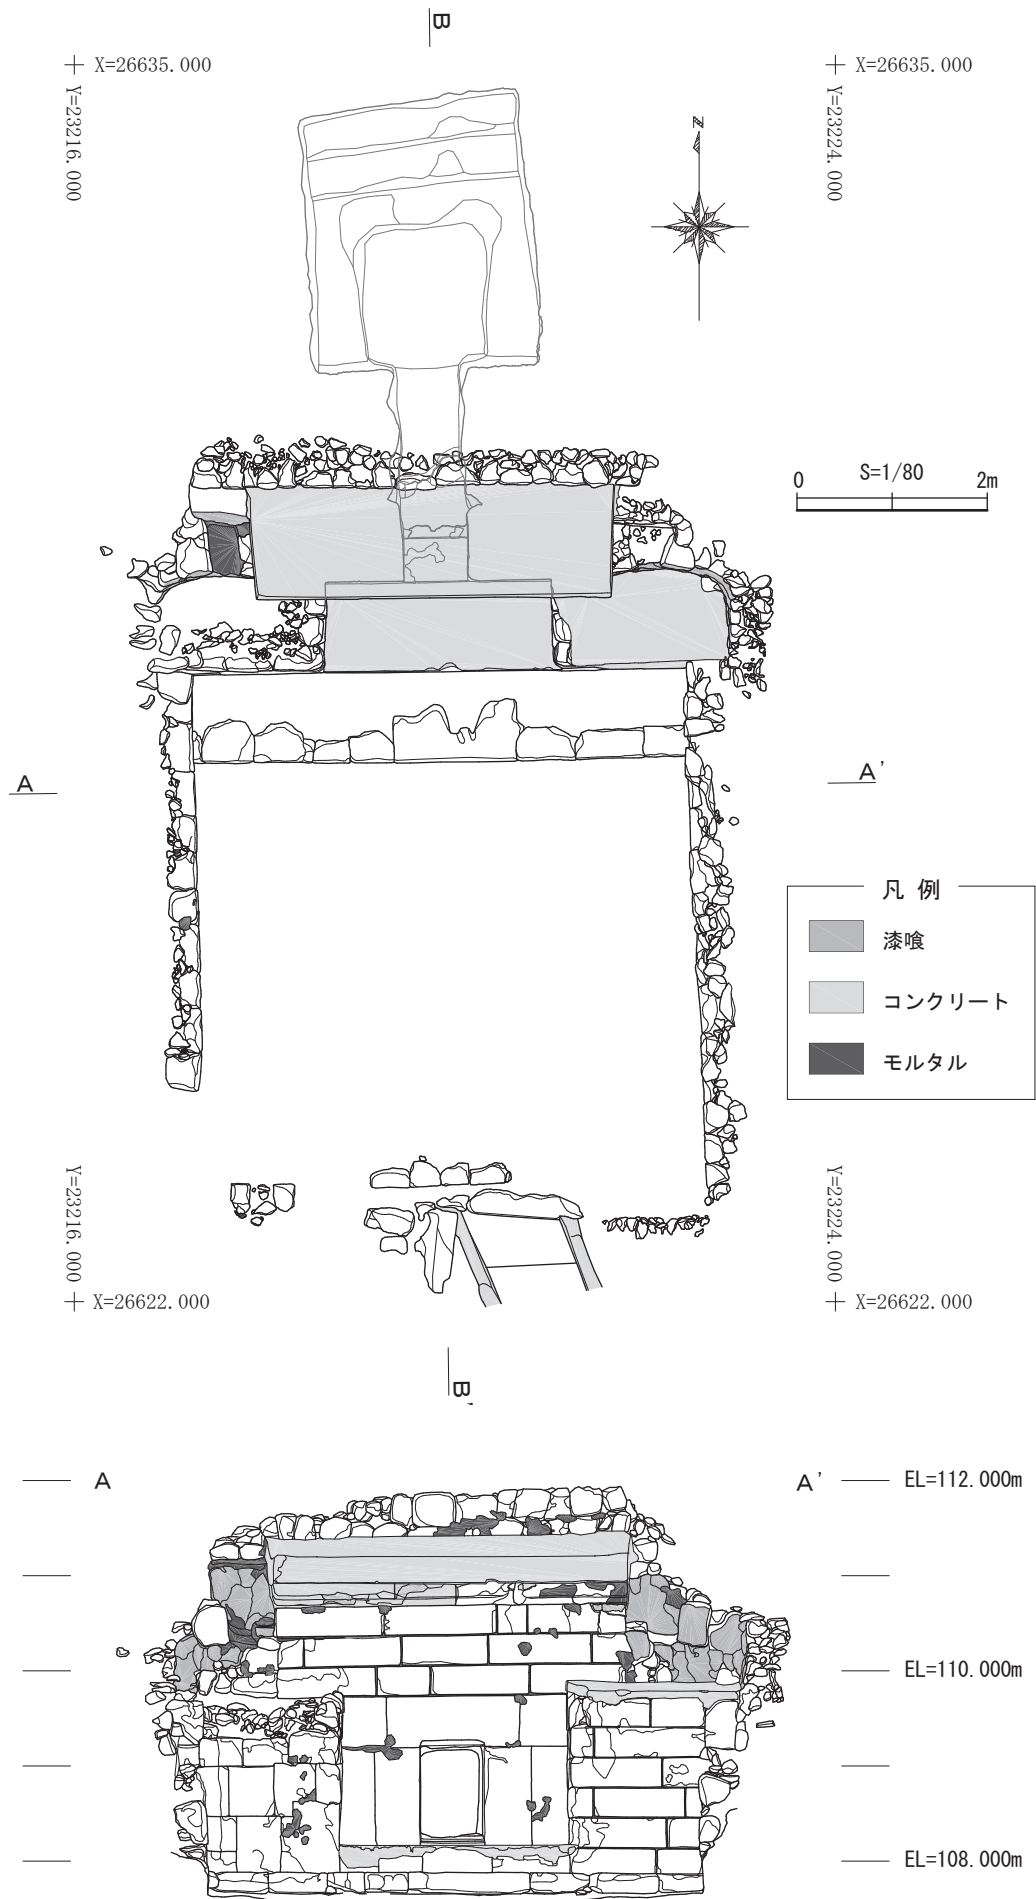 B
X=26635.000
X=26635.000
Y=23216.000
Y=23224.000
N
S=1/80
0 2m
A
A'
凡 例
漆喰
コンクリート
モルタル
Y=23216.000
Y=23224.000
X=26622.000
X=26622.000
B'
A
A'
EL=112.000m
EL=110.000m
EL=108.000m